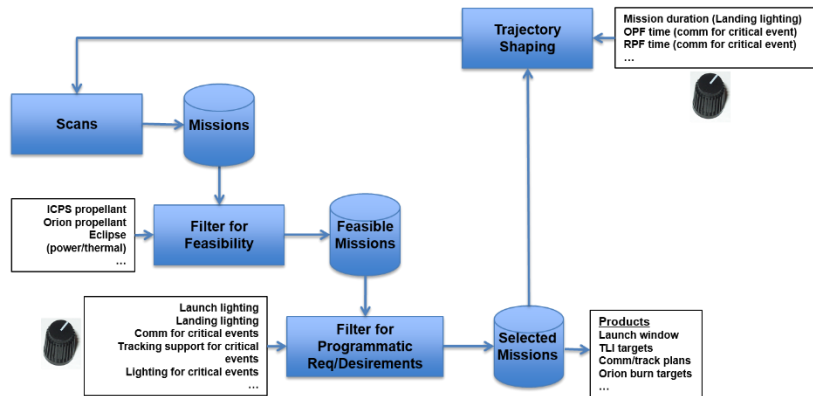 Trajectory
Shaping
Mission duration (Landing lighting)
OPF time (comm for critical event)
RPF time (comm for critical event)
…
Scans
Missions
ICPS propellant
Orion propellant
Eclipse
(power/thermal)
…
Filter for
Feasibility
Feasible
Missions
Launch lighting
Landing lighting
Comm for critical events
Tracking support for critical
events
Lighting for critical events
…
Filter for
Programmatic
Req/Desirements
Selected
Missions
Products
Launch window
TLI targets
Comm/track plans
Orion burn targets
…